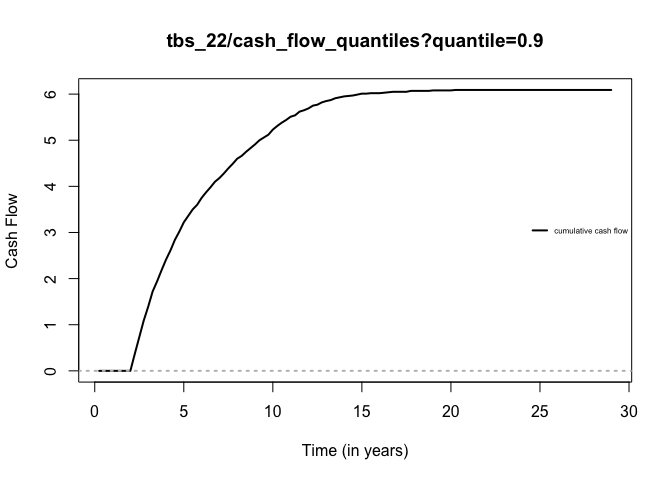 tbs_22/cash_flow_quantiles?quantile=0.9
Cash Flow
6
5
4
3
2
1
0
cumulative cash flow
0 5 10 15 20 25 30
Time (in years)